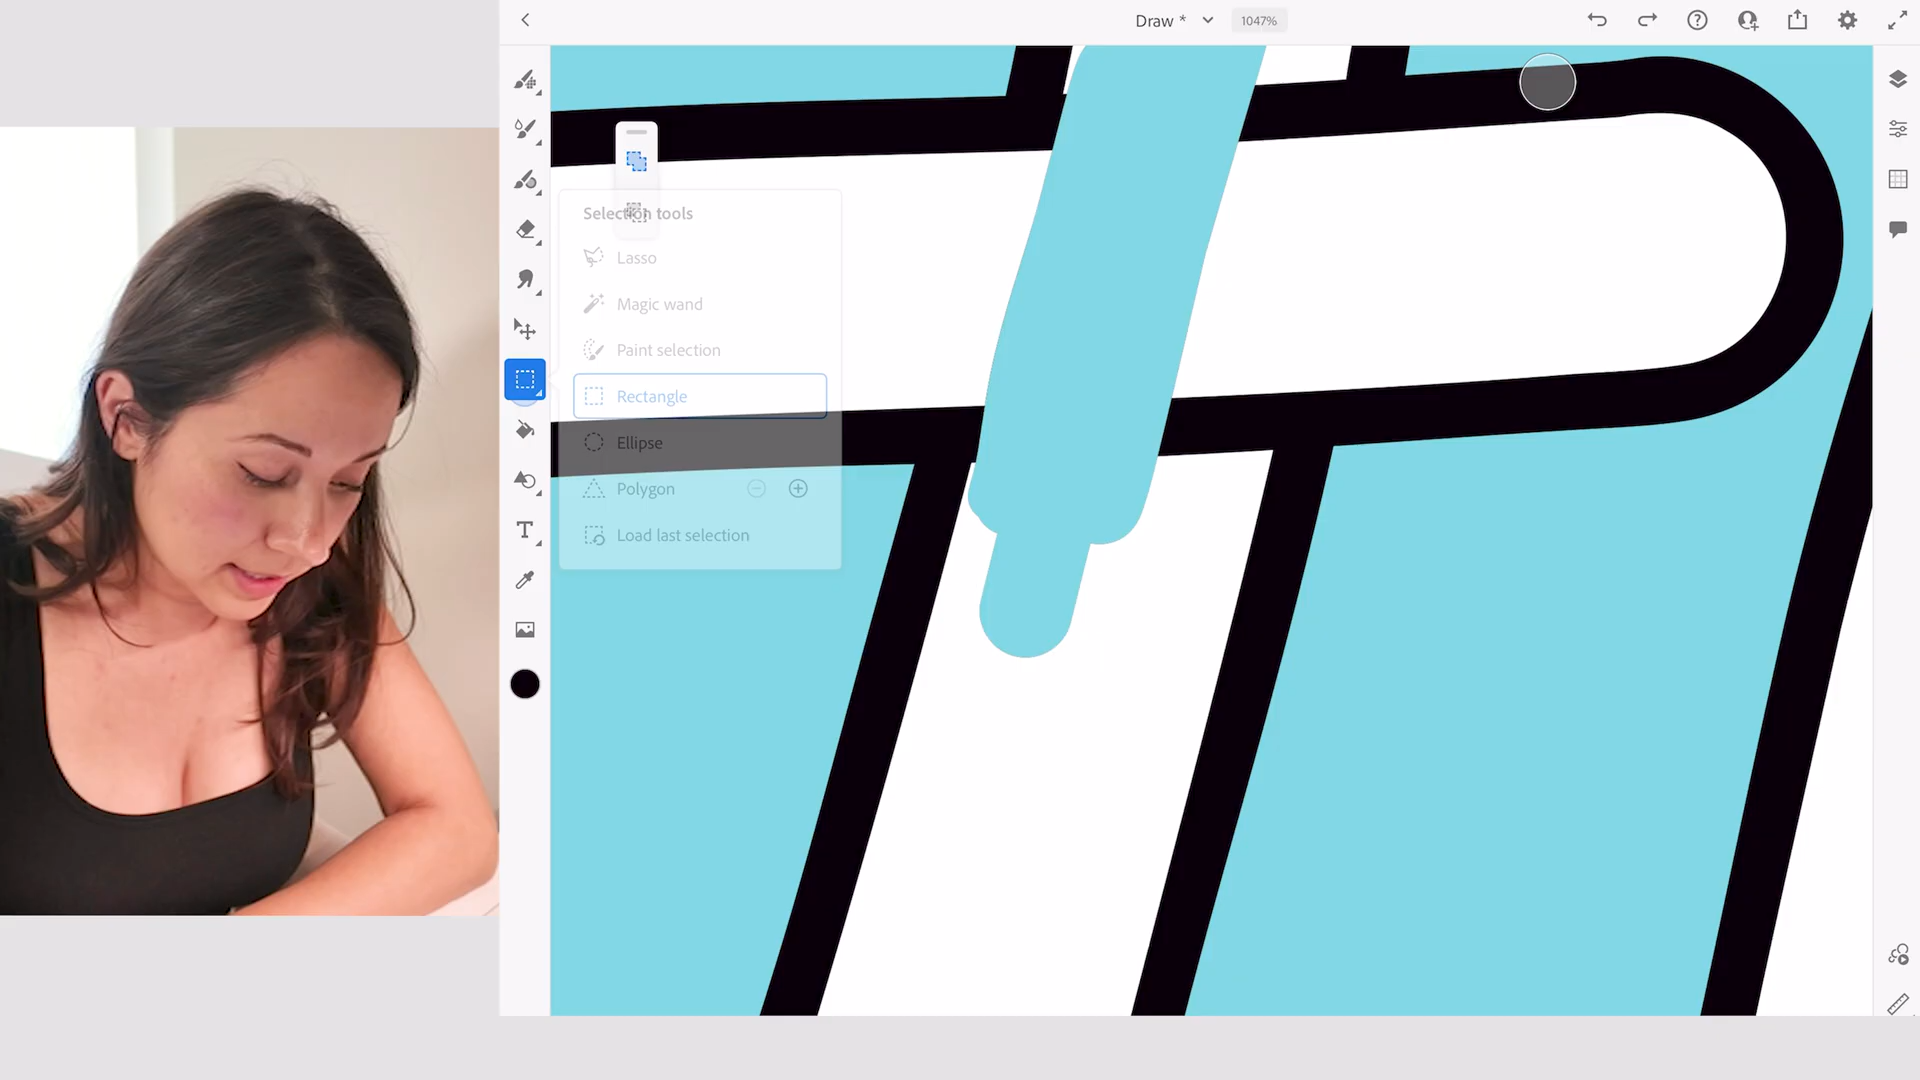 Draw *
1047%
Selection tools
Lasso
Magic wand
Paint selection
Rectangle
Ellipse
Polygon
Load last selection